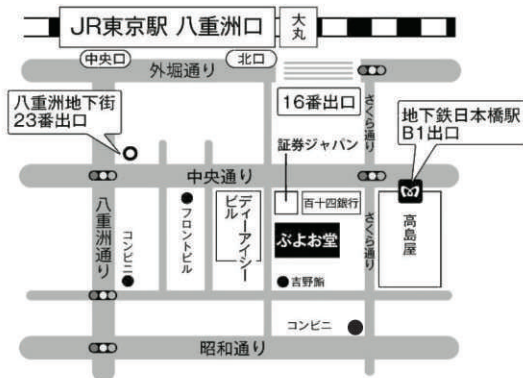 JR東京駅 八重洲口
大丸
中央口
北口
外堀通り
八重洲地下街
23番出口
16番出口
さくら通り
地下鉄日本橋駅
B1出口
証券ジャパン
中央通り
八重洲通り
コンビニ
フロントビル
ディーアイシー
ビル
百十四銀行
ぶよお堂
さくら通り
高島屋
吉野鮨
コンビニ
昭和通り